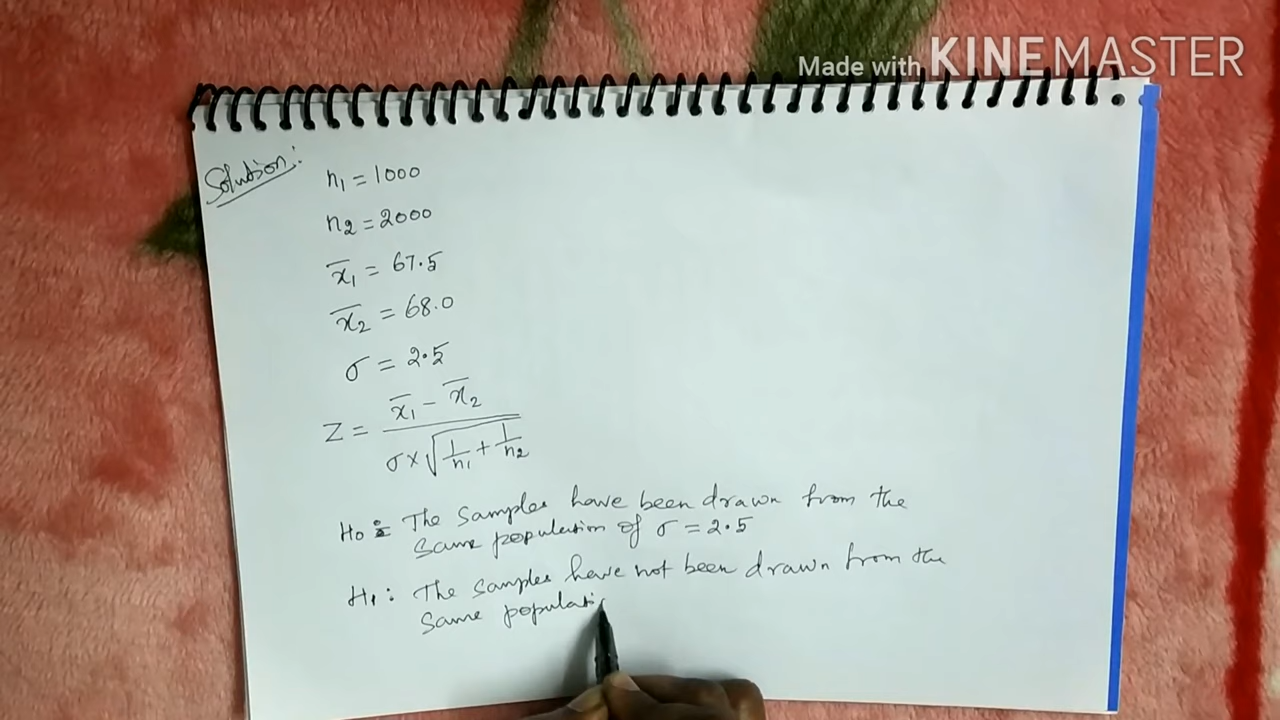 Made with KINEMASTER
Solution:
n₁ = 1000
n₂ = 2000
x̄₁ = 67.5
x̄₂ = 68.0
σ = 2.5
Z = (x̄₁ - x̄₂) / (σ × √(1/n₁ + 1/n₂))
H₀ : The samples have been drawn from the
same population of σ = 2.5
H₁ : The samples have not been drawn from the
same populati